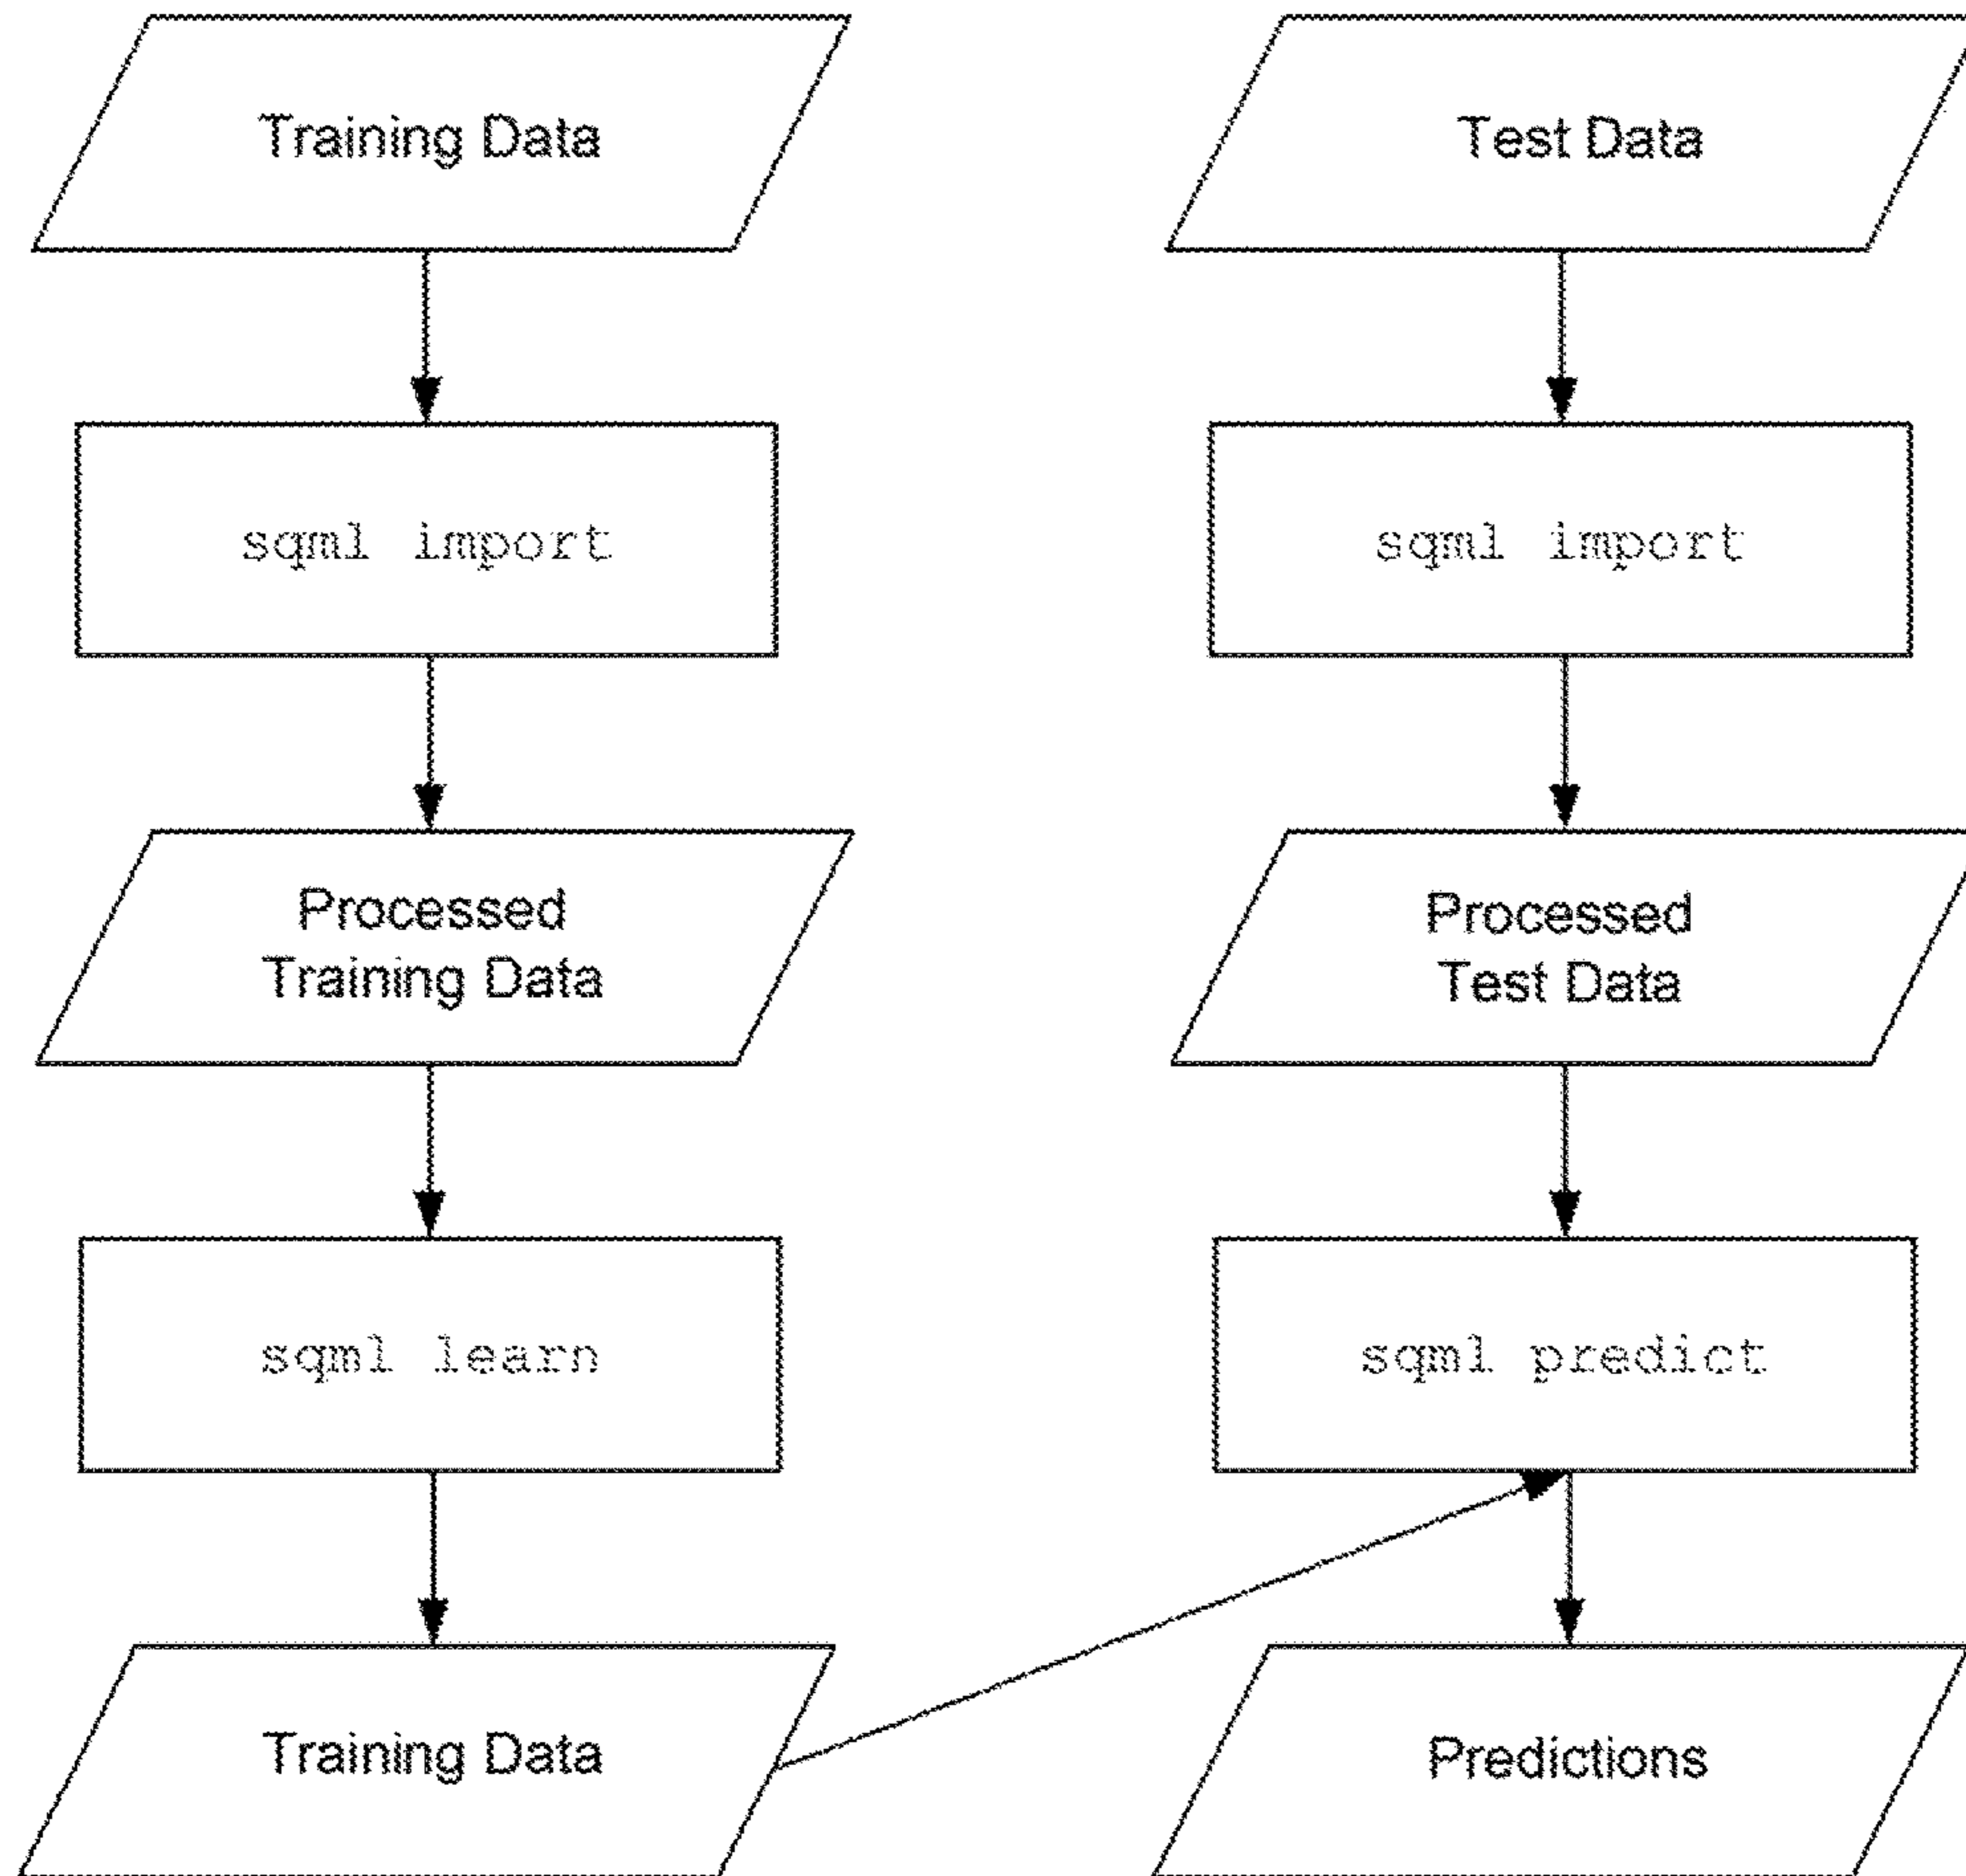 Training Data
Test Data
sqml import
sqml import
Processed
Training Data
Processed
Test Data
sqml learn
sqml predict
Training Data
Predictions